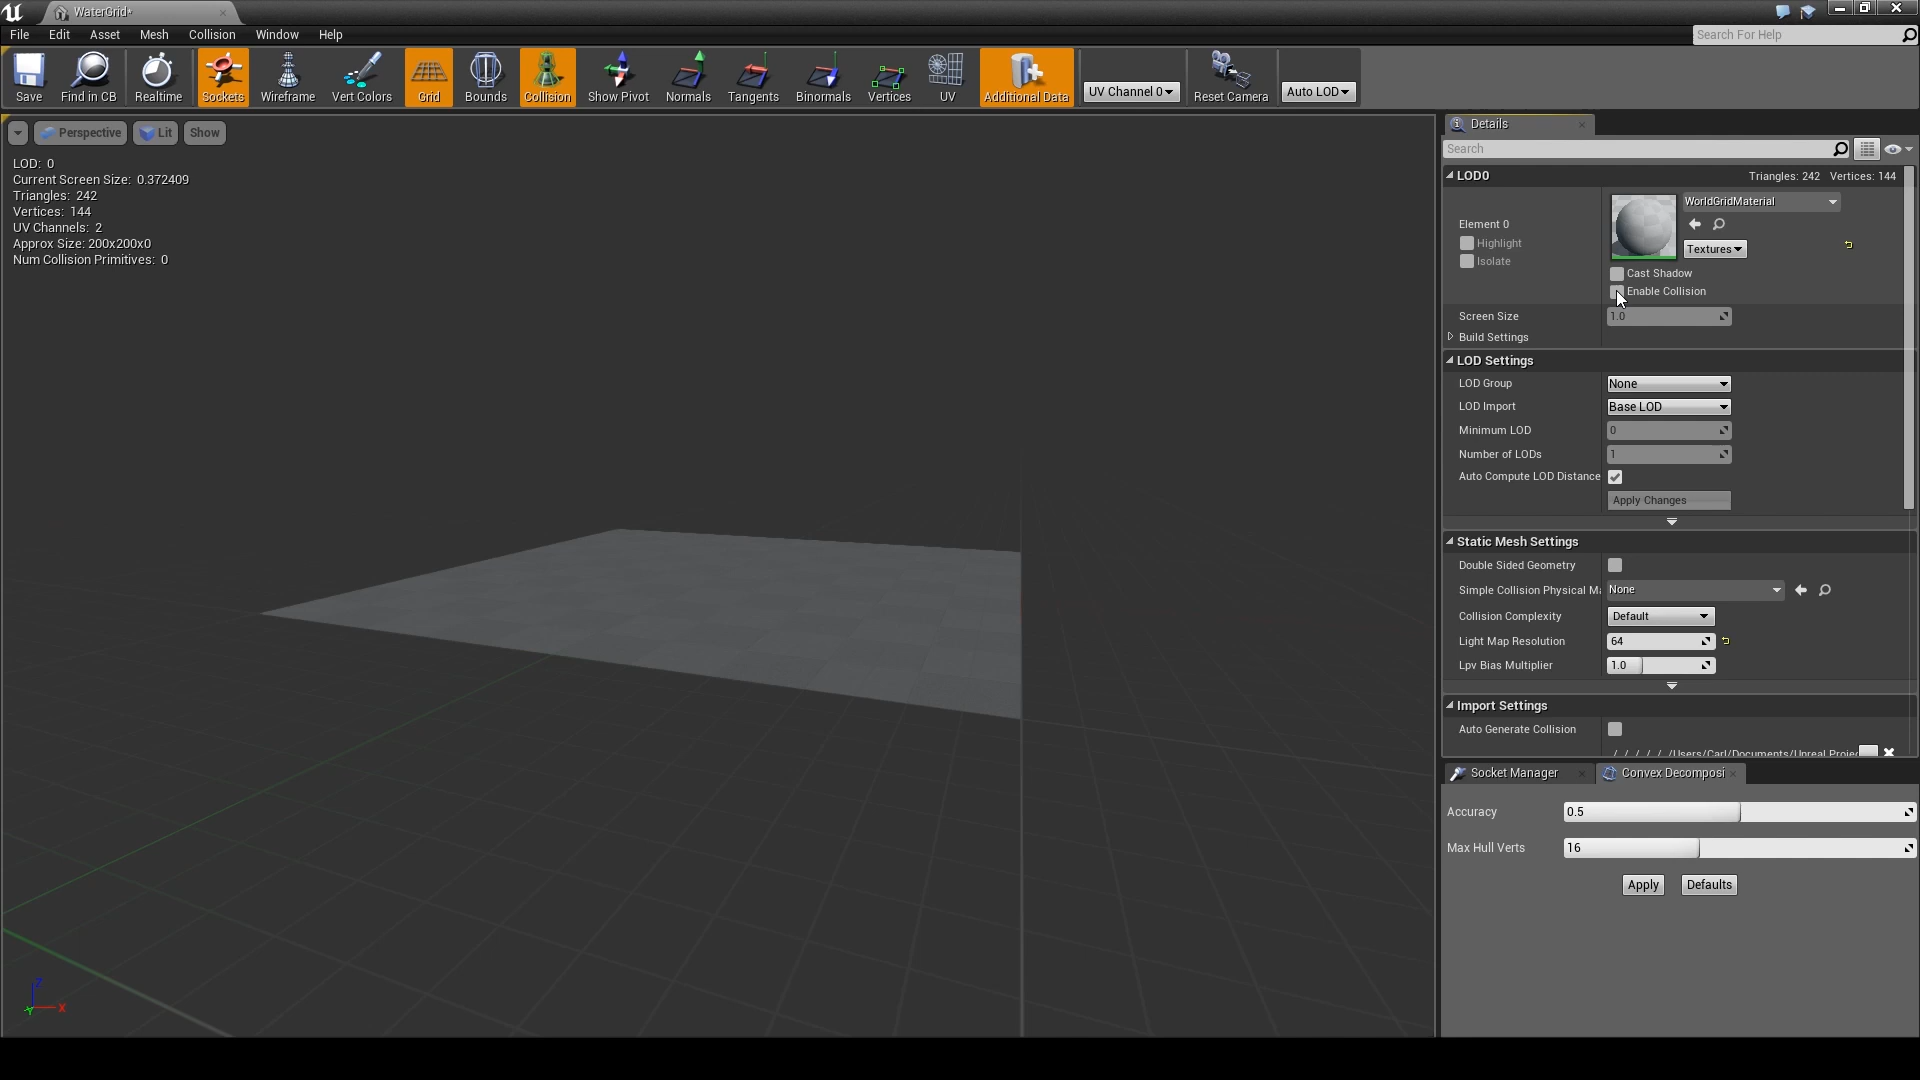 WaterGrid*
File Edit Asset Mesh Collision Window Help
Search For Help
Save Find in CB Realtime Sockets Wireframe Vert Colors Grid Bounds Collision Show Pivot Normals Tangents Binormals Vertices UV Additional Data UV Channel 0 Reset Camera Auto LOD
Perspective Lit Show
LOD: 0
Current Screen Size: 0.372409
Triangles: 242
Vertices: 144
UV Channels: 2
Approx Size: 200x200x0
Num Collision Primitives: 0
Z
X
Y
Details
Search
LOD0 Triangles: 242 Vertices: 144
WorldGridMaterial
Element 0
Highlight
Textures
Isolate
Cast Shadow
Enable Collision
Screen Size 1.0
Build Settings
LOD Settings
LOD Group None
LOD Import Base LOD
Minimum LOD 0
Number of LODs 1
Auto Compute LOD Distance
Apply Changes
Static Mesh Settings
Double Sided Geometry
Simple Collision Physical Ma None
Collision Complexity Default
Light Map Resolution 64
Lpv Bias Multiplier 1.0
Import Settings
Auto Generate Collision
/ / / / / /Users/Carl/Documents/Unreal Projec
Socket Manager Convex Decomposi
Accuracy 0.5
Max Hull Verts 16
Apply Defaults